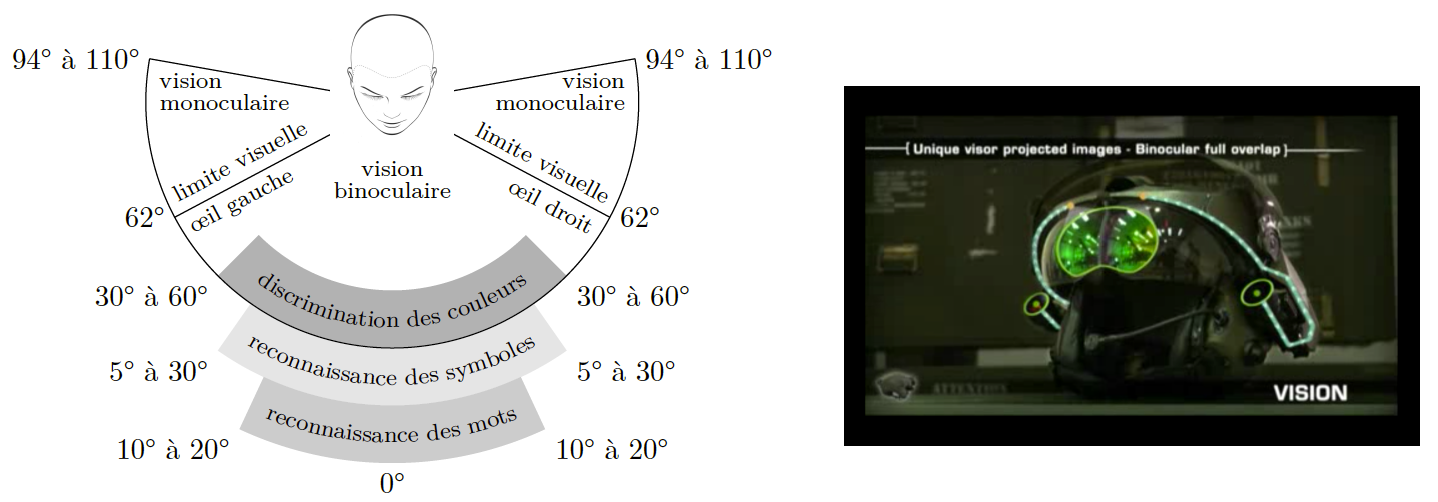 94° à 110°
vision
monoculaire
limite visuelle
62°
œil gauche
vision
binoculaire
94° à 110°
vision
monoculaire
limite visuelle
œil droit
62°
discrimination des couleurs
30° à 60°
30° à 60°
reconnaissance des symboles
5° à 30°
5° à 30°
reconnaissance des mots
10° à 20°
10° à 20°
0°
{ Unique visor projected images - Binocular full overlap }
ATTENTION
VISION